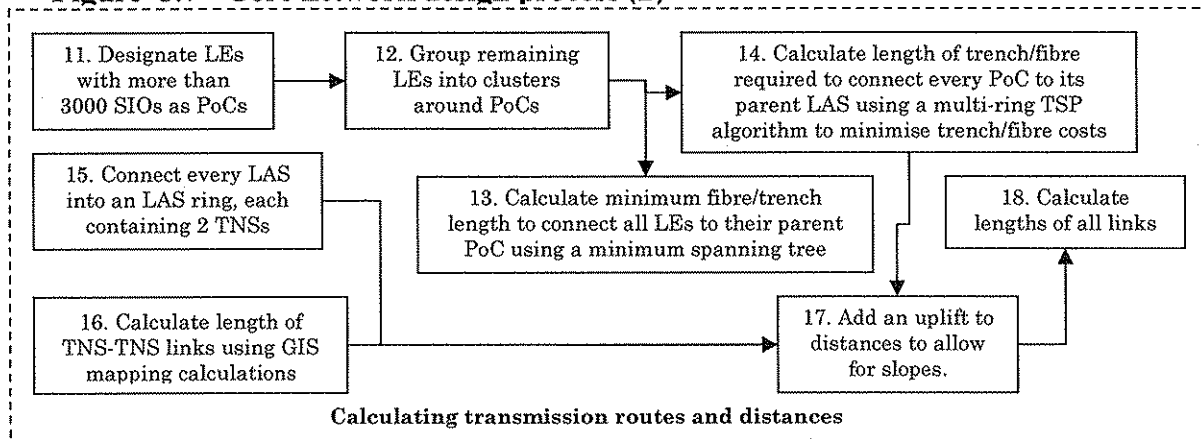 11. Designate LEs
with more than
3000 SIOs as PoCs
12. Group remaining
LEs into clusters
around PoCs
14. Calculate length of trench/fibre
required to connect every PoC to its
parent LAS using a multi-ring TSP
algorithm to minimise trench/fibre costs
15. Connect every LAS
into an LAS ring, each
containing 2 TNSs
13. Calculate minimum fibre/trench
length to connect all LEs to their parent
PoC using a minimum spanning tree
18. Calculate
lengths of all links
16. Calculate length of
TNS-TNS links using GIS
mapping calculations
17. Add an uplift to
distances to allow
for slopes.
Calculating transmission routes and distances